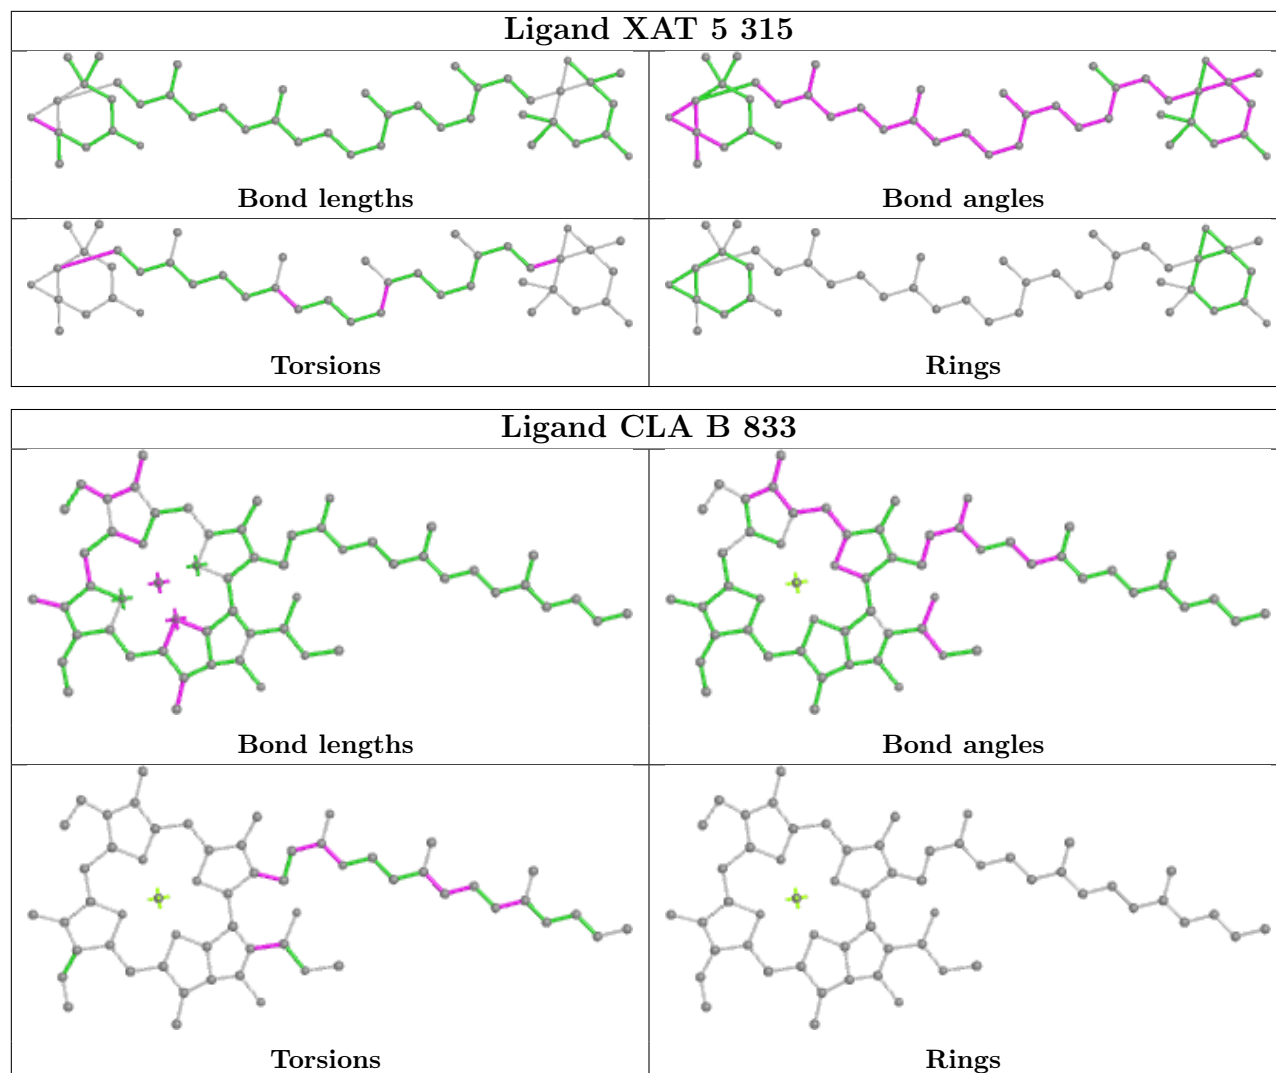 Ligand XAT 5 315
Bond lengths
Bond angles
Torsions
Rings
Ligand CLA B 833
Bond lengths
Bond angles
Torsions
Rings